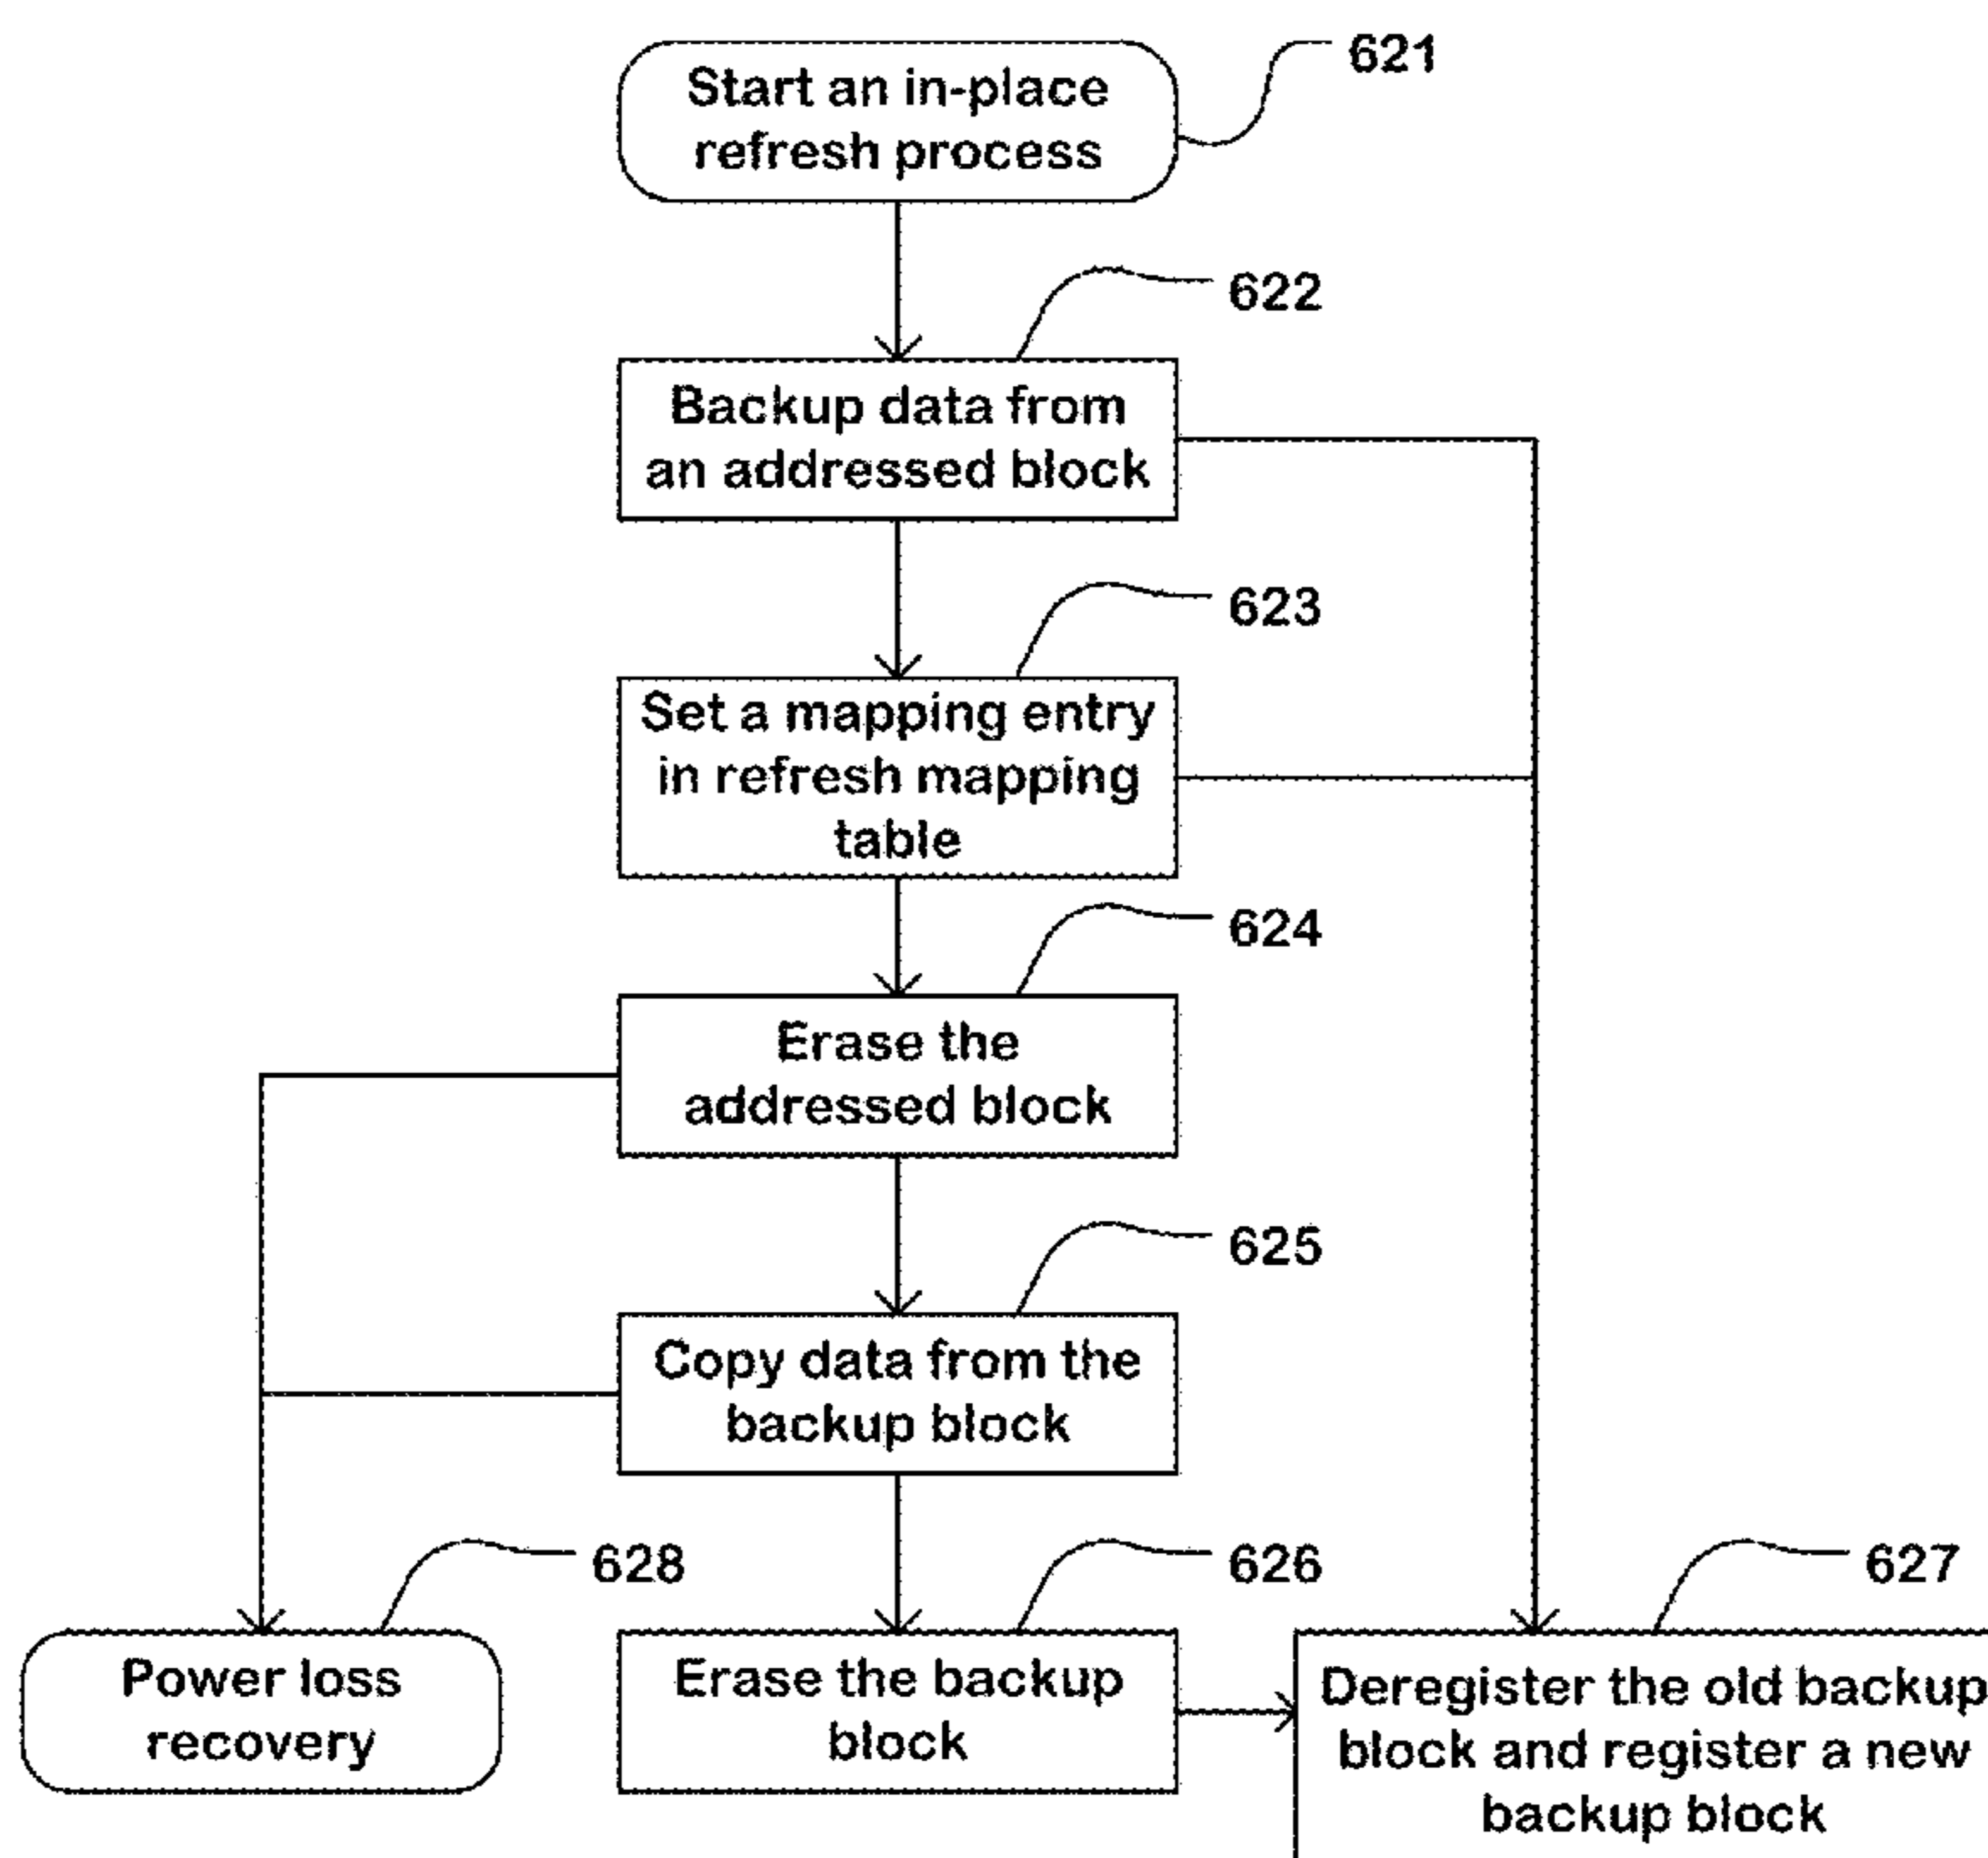 Start an in-place
refresh process
621
622
Backup data from
an addressed block
623
Set a mapping entry
in refresh mapping
table
624
Erase the
addressed block
625
Copy data from the
backup block
628
626
627
Power loss
recovery
Erase the backup
block
Deregister the old backup
block and register a new
backup block